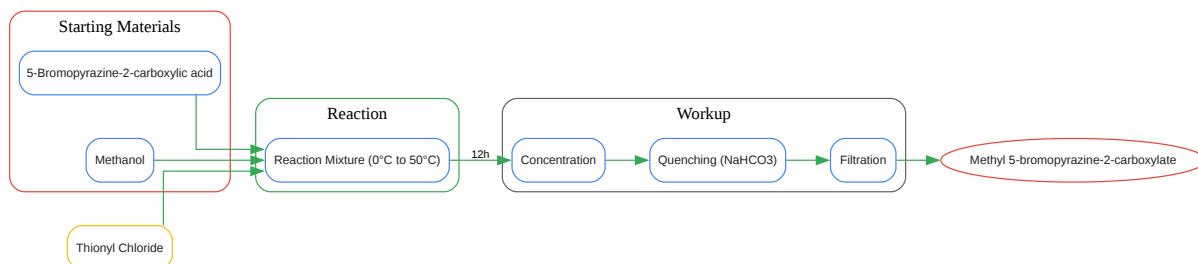 Starting Materials
5-Bromopyrazine-2-carboxylic acid
Methanol
Thionyl Chloride
Reaction
Reaction Mixture (0°C to 50°C)
12h
Workup
Concentration
Quenching (NaHCO3)
Filtration
Methyl 5-bromopyrazine-2-carboxylate